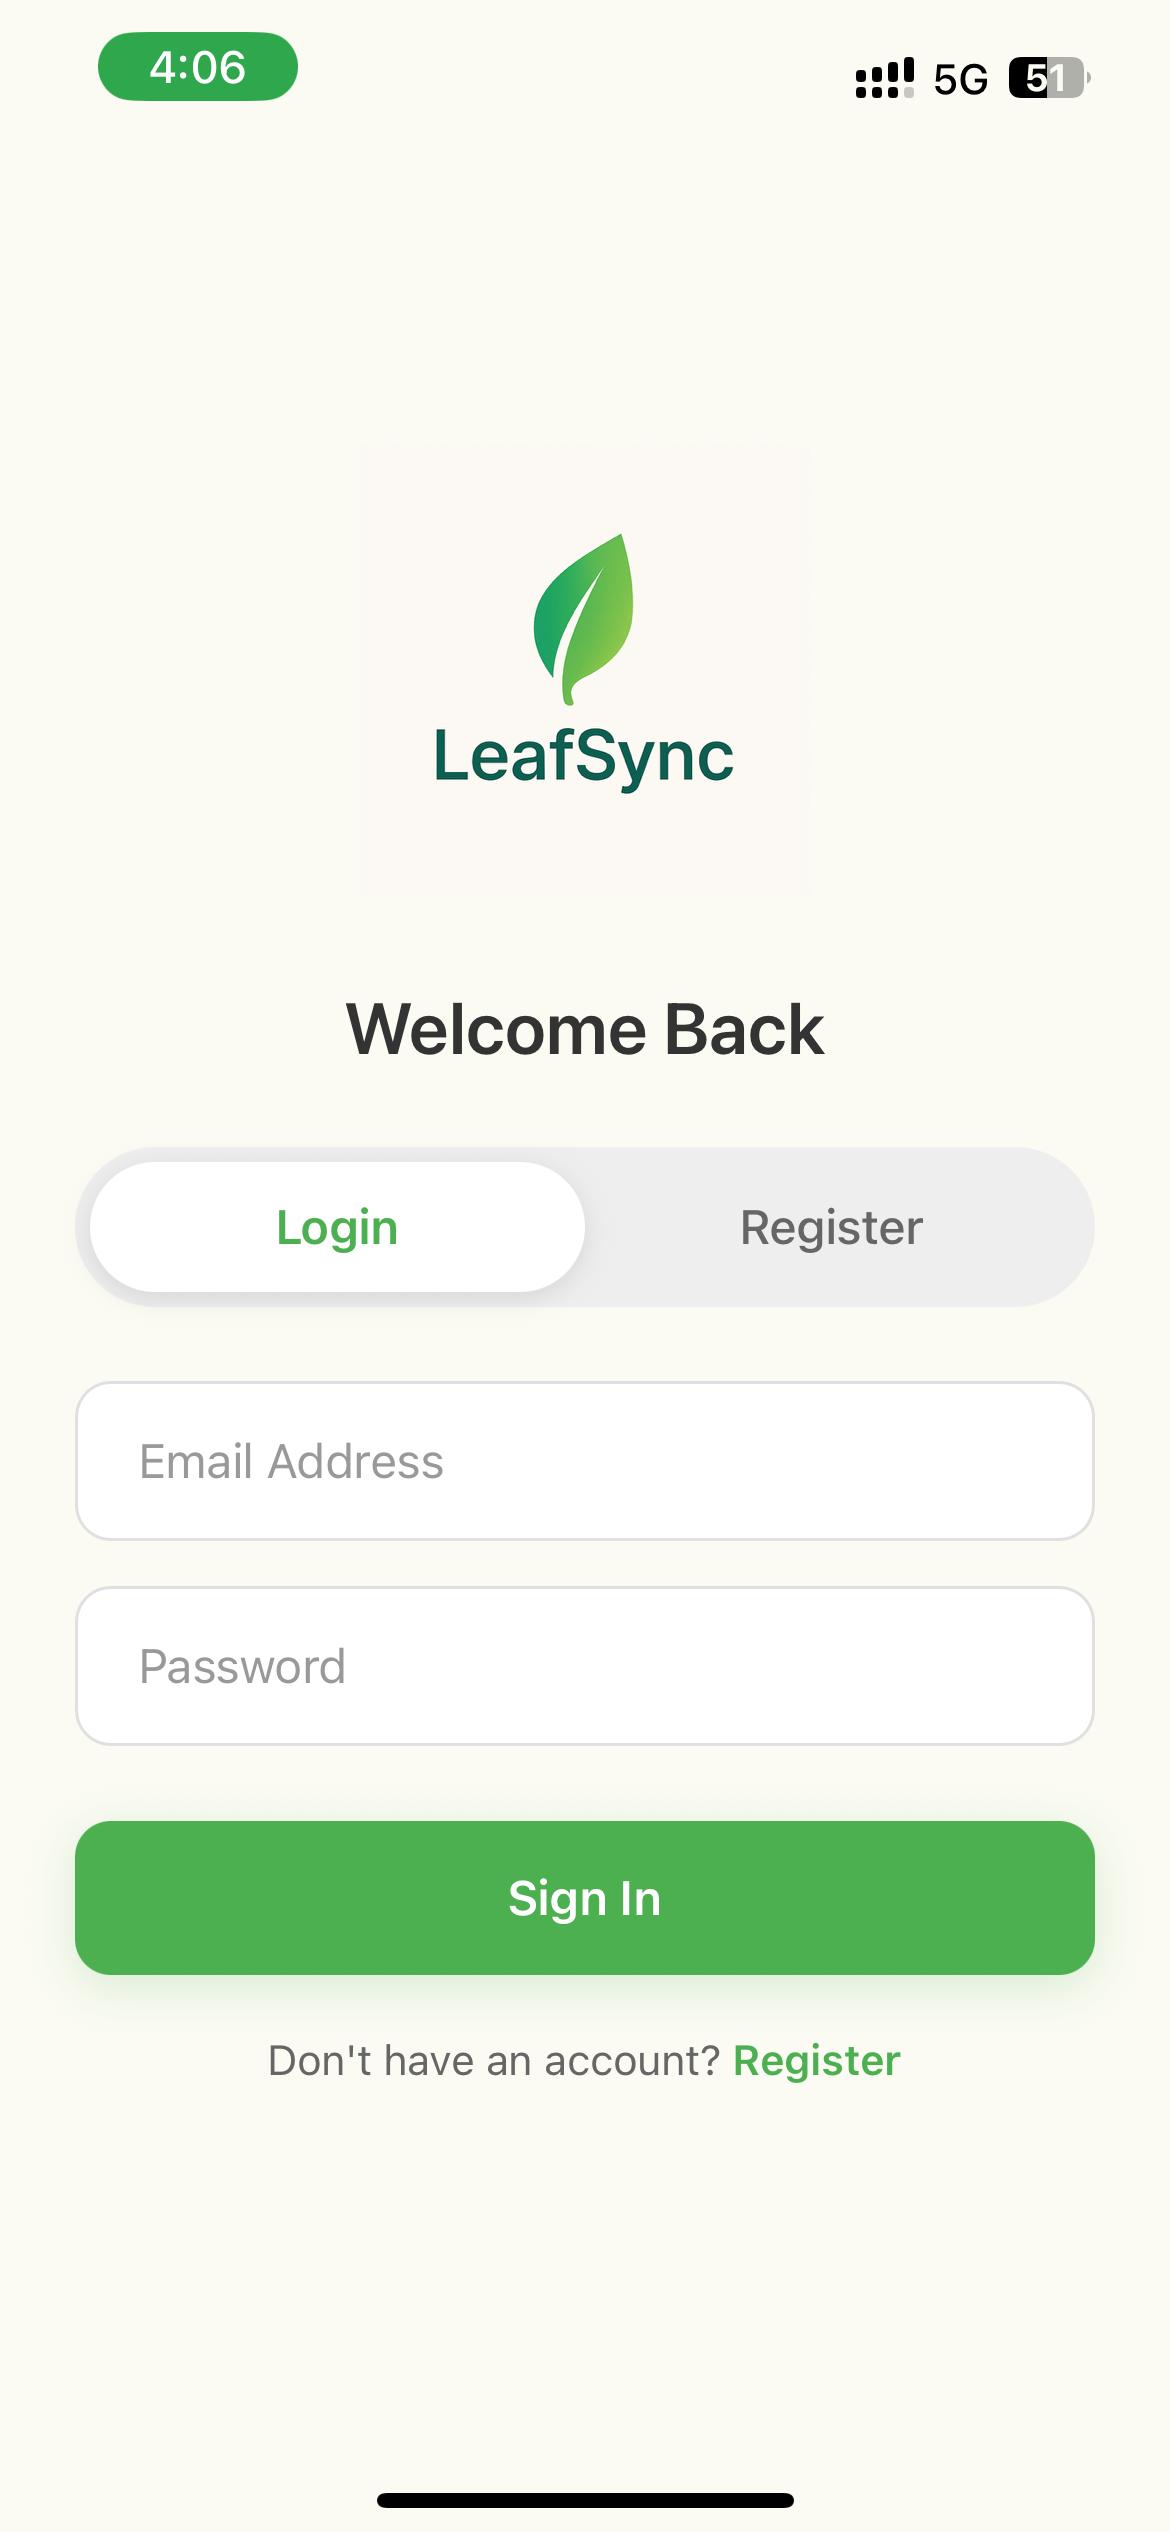 4:06 5G 51
LeafSync
Welcome Back
Login Register
Email Address
Password
Sign In
Don't have an account? Register